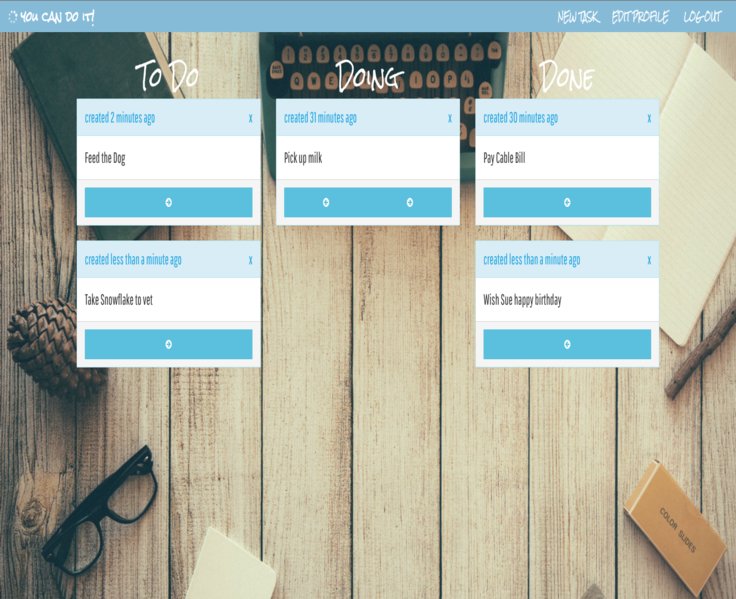 YOU CAN DO IT!
NEW TASK EDIT PROFILE LOG OUT
To Do
created 2 minutes ago x
Feed the Dog
created less than a minute ago x
Take Snowflake to vet
Doing
created 31 minutes ago x
Pick up milk
Done
created 30 minutes ago x
Pay Cable Bill
created less than a minute ago x
Wish Sue happy birthday
COLOR SLIDES